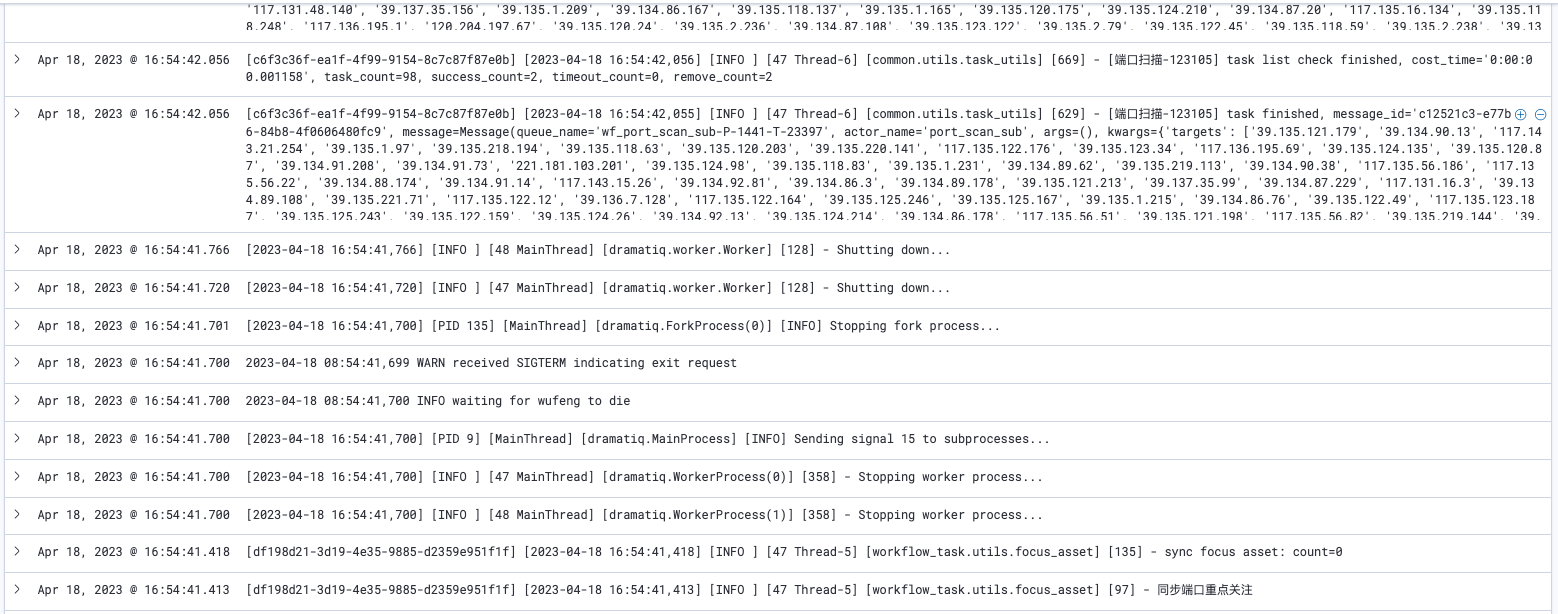 '117.131.48.140', '39.137.35.156', '39.135.1.209', '39.134.86.167', '39.135.118.137', '39.135.1.165', '39.135.120.175', '39.135.124.210', '39.134.87.20', '117.135.16.134', '39.135.11
8.248', '117.136.195.1', '120.204.197.67', '39.135.120.24', '39.135.2.236', '39.134.87.108', '39.135.123.122', '39.135.2.79', '39.135.122.45', '39.135.118.59', '39.135.2.238', '39.13
Apr 18, 2023 @ 16:54:42.056 [c6f3c36f-ea1f-4f99-9154-8c7c87f87e0b] [2023-04-18 16:54:42,056] [INFO ] [47 Thread-6] [common.utils.task_utils] [669] - [端口扫描-123105] task list check finished, cost_time='0:00:0
0.001158', task_count=98, success_count=2, timeout_count=0, remove_count=2
Apr 18, 2023 @ 16:54:42.056 [c6f3c36f-ea1f-4f99-9154-8c7c87f87e0b] [2023-04-18 16:54:42,055] [INFO ] [47 Thread-6] [common.utils.task_utils] [629] - [端口扫描-123105] task finished, message_id='c12521c3-e77b
6-84b8-4f0606480fc9', message=Message(queue_name='wf_port_scan_sub-P-1441-T-23397', actor_name='port_scan_sub', args=(), kwargs={'targets': ['39.135.121.179', '39.134.90.13', '117.14
3.21.254', '39.135.1.97', '39.135.218.194', '39.135.118.63', '39.135.120.203', '39.135.220.141', '117.135.122.176', '39.135.123.34', '117.136.195.69', '39.135.124.135', '39.135.120.8
7', '39.134.91.208', '39.134.91.73', '221.181.103.201', '39.135.124.98', '39.135.118.83', '39.135.1.231', '39.134.89.62', '39.135.219.113', '39.134.90.38', '117.135.56.186', '117.13
5.56.22', '39.134.88.174', '39.134.91.14', '117.143.15.26', '39.134.92.81', '39.134.86.3', '39.134.89.178', '39.135.121.213', '39.137.35.99', '39.134.87.229', '117.131.16.3', '39.13
4.89.108', '39.135.221.71', '117.135.122.12', '39.136.7.128', '117.135.122.164', '39.135.125.246', '39.135.125.167', '39.135.1.215', '39.134.86.76', '39.135.122.49', '117.135.123.18
7', '39.135.125.243', '39.135.122.159', '39.135.124.26', '39.134.92.13', '39.135.124.214', '39.134.86.178', '117.135.56.51', '39.135.121.198', '117.135.56.82', '39.135.219.144', '39.
Apr 18, 2023 @ 16:54:41.766 [2023-04-18 16:54:41,766] [INFO ] [48 MainThread] [dramatiq.worker.Worker] [128] - Shutting down...
Apr 18, 2023 @ 16:54:41.720 [2023-04-18 16:54:41,720] [INFO ] [47 MainThread] [dramatiq.worker.Worker] [128] - Shutting down...
Apr 18, 2023 @ 16:54:41.701 [2023-04-18 16:54:41,700] [PID 135] [MainThread] [dramatiq.ForkProcess(0)] [INFO] Stopping fork process...
Apr 18, 2023 @ 16:54:41.700 2023-04-18 08:54:41,699 WARN received SIGTERM indicating exit request
Apr 18, 2023 @ 16:54:41.700 2023-04-18 08:54:41,700 INFO waiting for wufeng to die
Apr 18, 2023 @ 16:54:41.700 [2023-04-18 16:54:41,700] [PID 9] [MainThread] [dramatiq.MainProcess] [INFO] Sending signal 15 to subprocesses...
Apr 18, 2023 @ 16:54:41.700 [2023-04-18 16:54:41,700] [INFO ] [47 MainThread] [dramatiq.WorkerProcess(0)] [358] - Stopping worker process...
Apr 18, 2023 @ 16:54:41.700 [2023-04-18 16:54:41,700] [INFO ] [48 MainThread] [dramatiq.WorkerProcess(1)] [358] - Stopping worker process...
Apr 18, 2023 @ 16:54:41.418 [df198d21-3d19-4e35-9885-d2359e951f1f] [2023-04-18 16:54:41,418] [INFO ] [47 Thread-5] [workflow_task.utils.focus_asset] [135] - sync focus asset: count=0
Apr 18, 2023 @ 16:54:41.413 [df198d21-3d19-4e35-9885-d2359e951f1f] [2023-04-18 16:54:41,413] [INFO ] [47 Thread-5] [workflow_task.utils.focus_asset] [97] - 同步端口重点关注